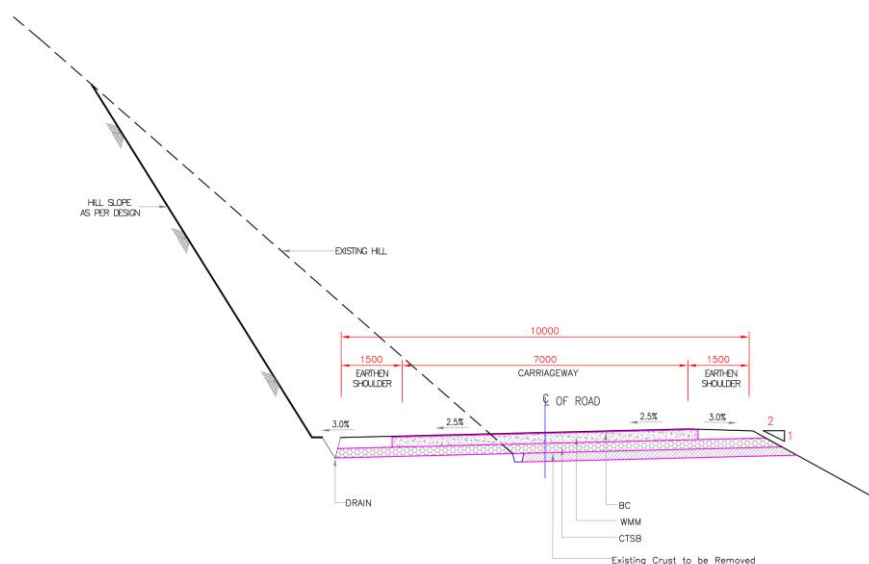 HILL SLOPE
AS PER DESIGN
EXISTING HILL
10000
1500
7000
1500
EARTHEN
SHOULDER
CARRIAGEWAY
EARTHEN
SHOULDER
℄ OF ROAD
3.0%
2.5%
2.5%
3.0%
2
1
DRAIN
BC
WMM
CTSB
Existing Crust to be Removed